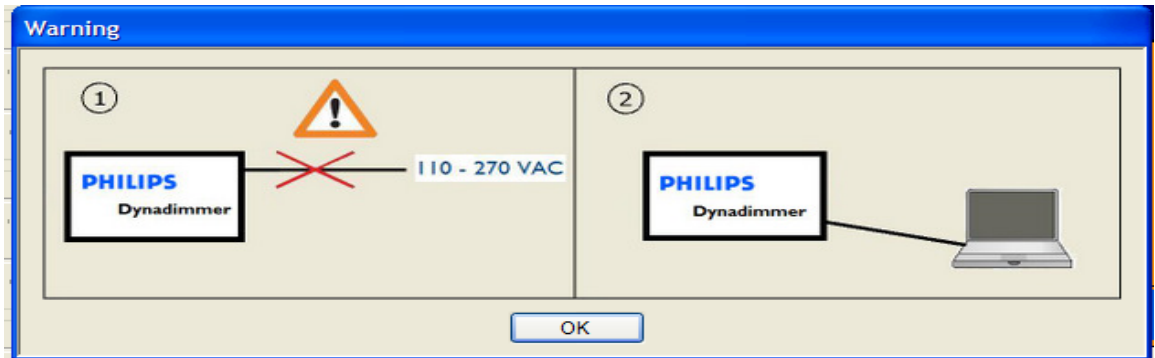 Warning
1
PHILIPS
Dynadimmer
110 - 270 VAC
2
PHILIPS
Dynadimmer
OK